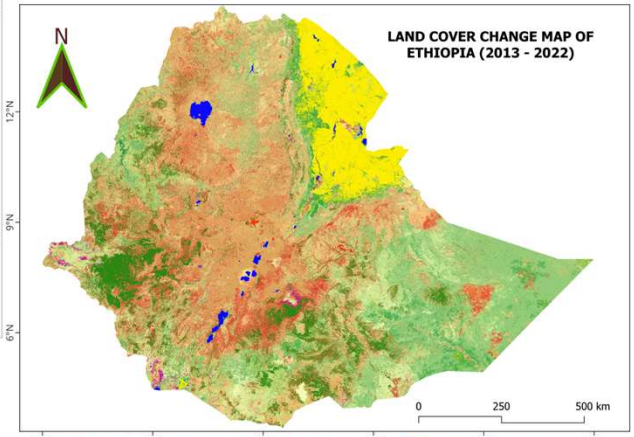 LAND COVER CHANGE MAP OF
ETHIOPIA (2013 - 2022)
N
12°N
9°N
6°N
0 250 500 km